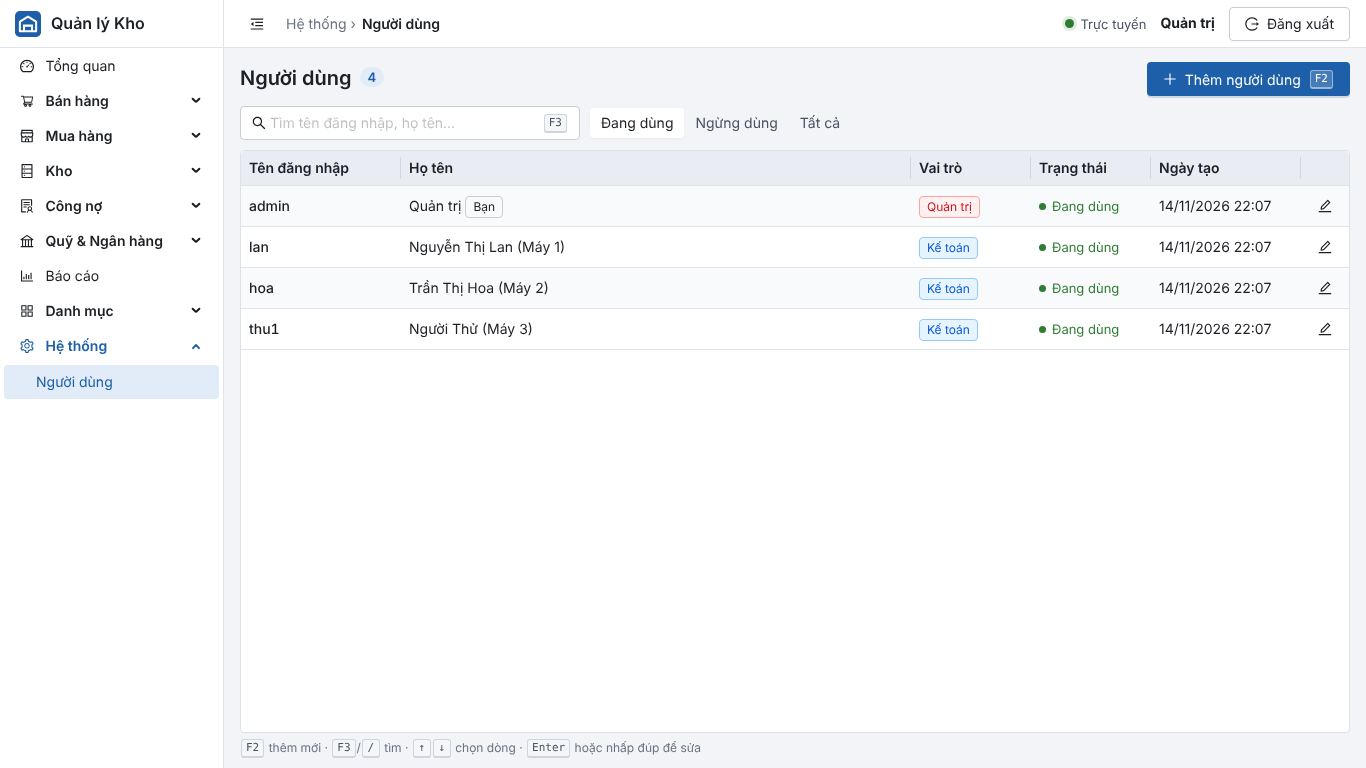 Quản lý Kho
Hệ thống › Người dùng
Trực tuyến Quản trị Đăng xuất
Tổng quan
Bán hàng
Mua hàng
Kho
Công nợ
Quỹ & Ngân hàng
Báo cáo
Danh mục
Hệ thống
Người dùng
Người dùng 4
Thêm người dùng F2
Tìm tên đăng nhập, họ tên... F3
Đang dùng Ngừng dùng Tất cả
Tên đăng nhập Họ tên Vai trò Trạng thái Ngày tạo
admin Quản trị Bạn Quản trị Đang dùng 14/11/2026 22:07
lan Nguyễn Thị Lan (Máy 1) Kế toán Đang dùng 14/11/2026 22:07
hoa Trần Thị Hoa (Máy 2) Kế toán Đang dùng 14/11/2026 22:07
thu1 Người Thử (Máy 3) Kế toán Đang dùng 14/11/2026 22:07
F2 thêm mới · F3 / / tìm · ↑ ↓ chọn dòng · Enter hoặc nhấp đúp để sửa